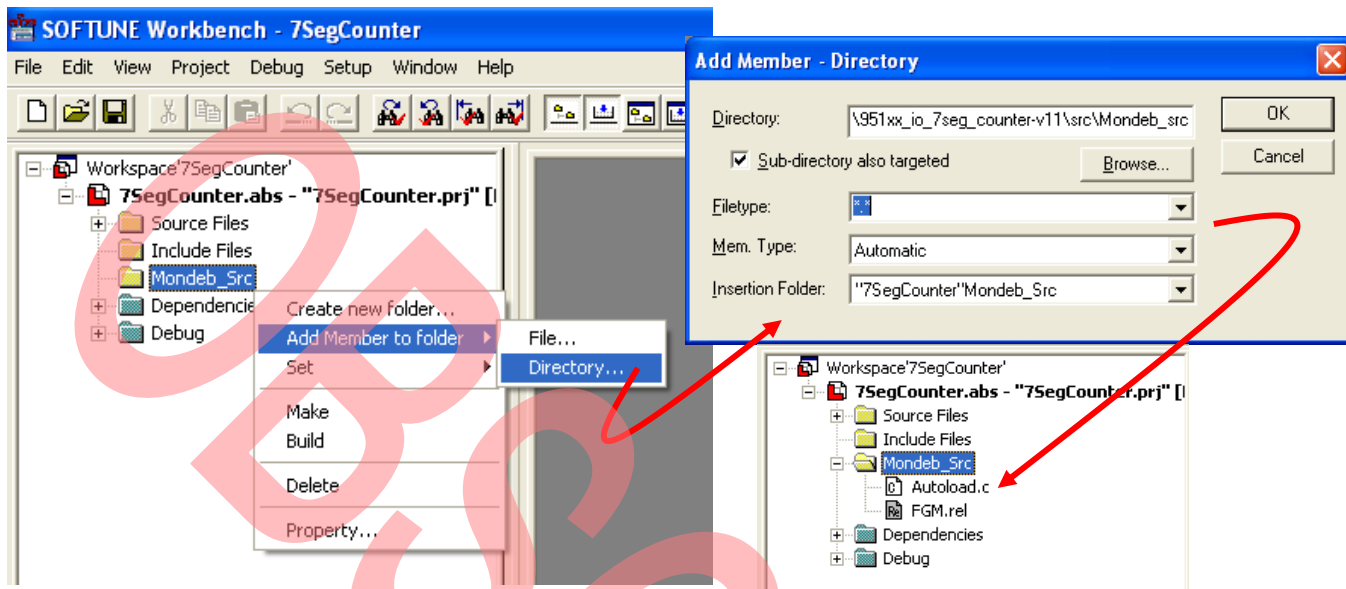 SOFTUNE Workbench - 7SegCounter
File Edit View Project Debug Setup Window Help
Workspace'7SegCounter'
7SegCounter.abs - "7SegCounter.prj" [
Source Files
Include Files
Mondeb_Src
Dependencie
Debug
Create new folder...
Add Member to folder
Set
Make
Build
Delete
Property...
File...
Directory...
Add Member - Directory
Directory: \951xx_io_7seg_counter-v11\src\Mondeb_src
OK
Sub-directory also targeted
Browse...
Cancel
Filetype: *.*
Mem. Type: Automatic
Insertion Folder: "7SegCounter"Mondeb_Src
Workspace'7SegCounter'
7SegCounter.abs - "7SegCounter.prj" [
Source Files
Include Files
Mondeb_Src
Autoload.c
FGM.rel
Dependencies
Debug